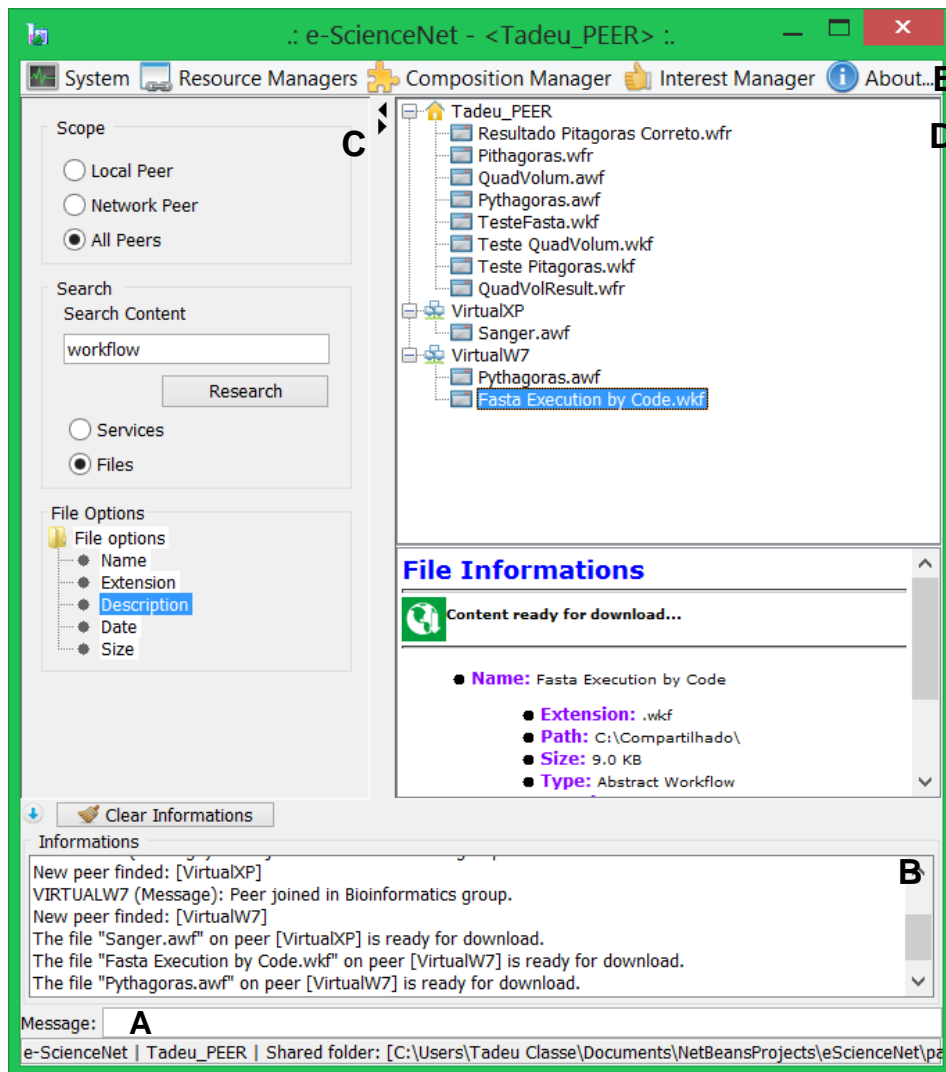 .: e-ScienceNet - <Tadeu_PEER> :.
System Resource Managers Composition Manager Interest Manager About... E
Scope
C
Local Peer
Network Peer
All Peers
Search
Search Content
workflow
Research
Services
Files
File Options
File options
Name
Extension
Description
Date
Size
D
Tadeu_PEER
Resultado Pitagoras Correto.wfr
Pithagoras.wfr
QuadVolum.awf
Pythagoras.awf
TesteFasta.wkf
Teste QuadVolum.wkf
Teste Pitagoras.wkf
QuadVolResult.wfr
VirtualXP
Sanger.awf
VirtualW7
Pythagoras.awf
Fasta Execution by Code.wkf
File Informations
Content ready for download...
Name: Fasta Execution by Code
Extension: .wkf
Path: C:\Compartilhado\
Size: 9.0 KB
Type: Abstract Workflow
Clear Informations
Informations
B
New peer finded: [VirtualXP]
VIRTUALW7 (Message): Peer joined in Bioinformatics group.
New peer finded: [VirtualW7]
The file "Sanger.awf" on peer [VirtualXP] is ready for download.
The file "Fasta Execution by Code.wkf" on peer [VirtualW7] is ready for download.
The file "Pythagoras.awf" on peer [VirtualW7] is ready for download.
Message: A
e-ScienceNet | Tadeu_PEER | Shared folder: [C:\Users\Tadeu Classe\Documents\NetBeansProjects\eScienceNet\pa